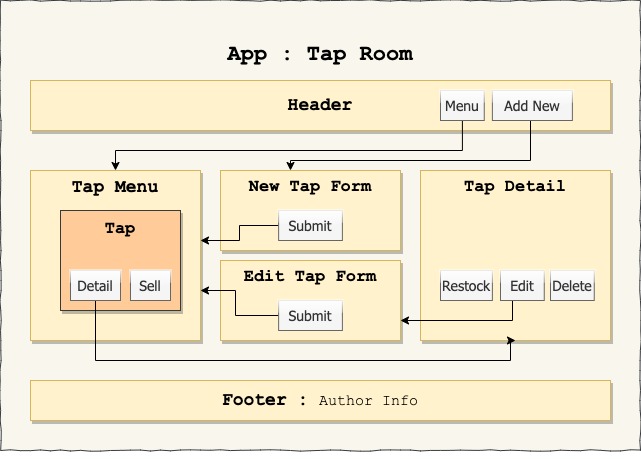 App : Tap Room
Header
Menu
Add New
Tap Menu
Tap
Detail
Sell
New Tap Form
Submit
Edit Tap Form
Submit
Tap Detail
Restock
Edit
Delete
Footer : Author Info